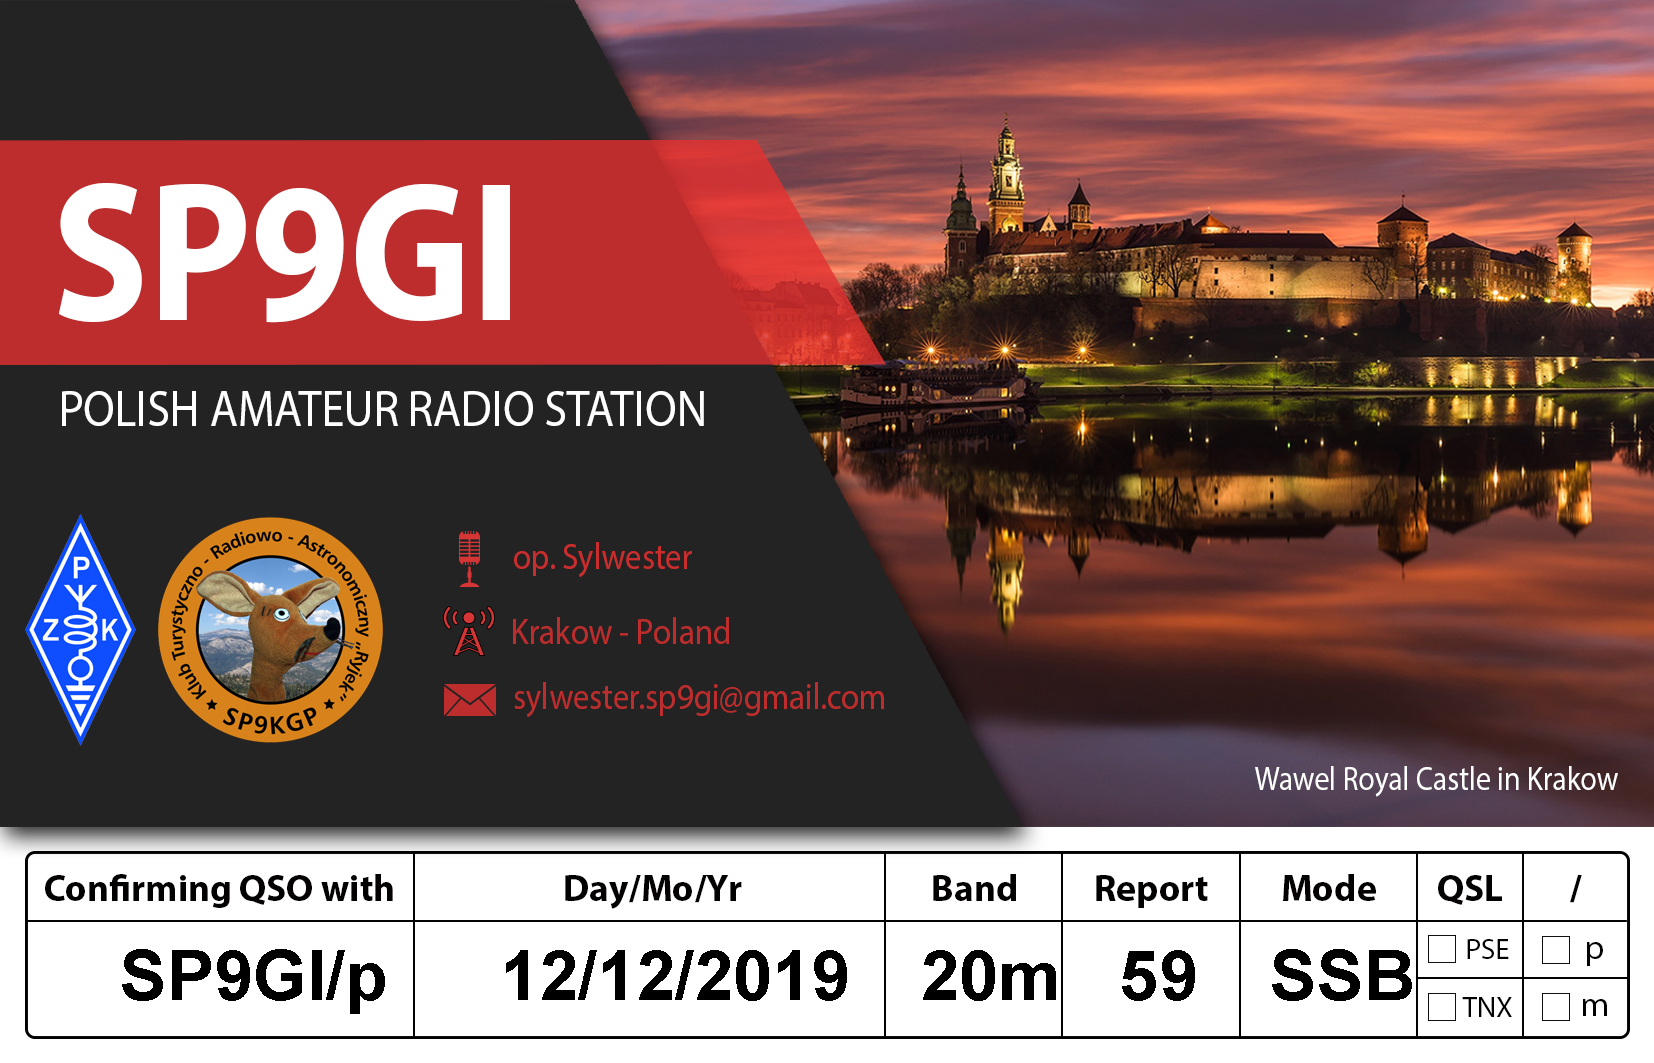 SP9GI
POLISH AMATEUR RADIO STATION
P
Z K
Klub Turystyczno - Radiowo - Astronomiczny „Ryjek”
★ SP9KGP ★
op. Sylwester
Krakow - Poland
sylwester.sp9gi@gmail.com
Wawel Royal Castle in Krakow
Confirming QSO with Day/Mo/Yr Band Report Mode QSL /
SP9GI/p 12/12/2019 20m 59 SSB
PSE p
TNX m